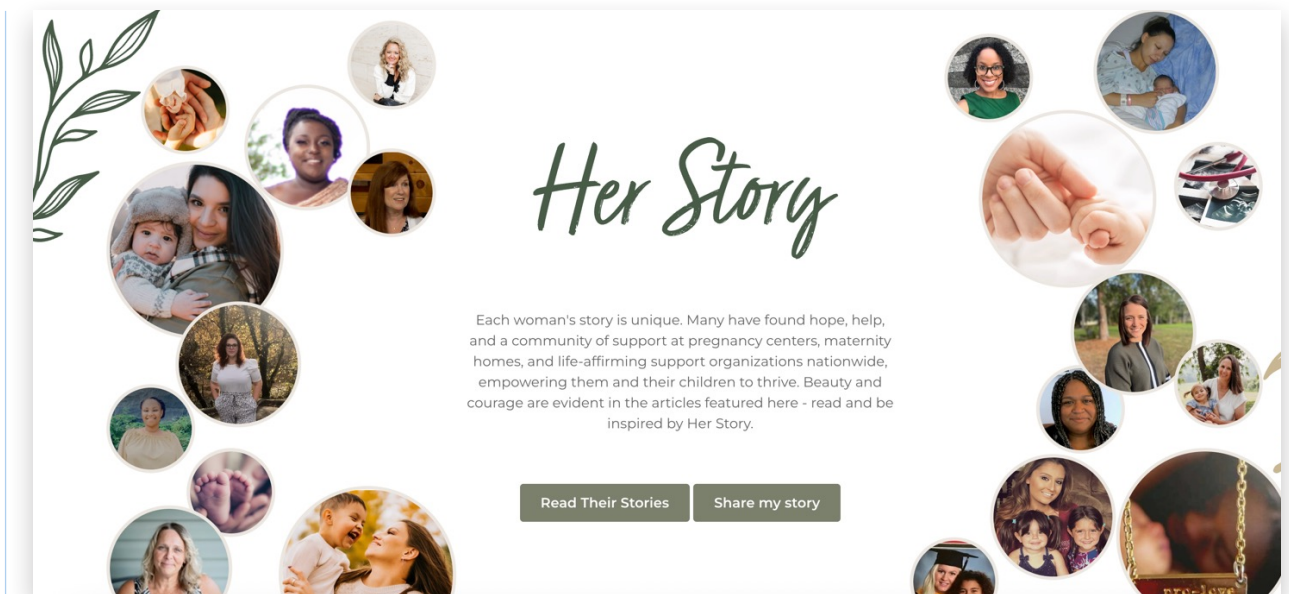 Her Story
Each woman's story is unique. Many have found hope, help,
and a community of support at pregnancy centers, maternity
homes, and life-affirming support organizations nationwide,
empowering them and their children to thrive. Beauty and
courage are evident in the articles featured here - read and be
inspired by Her Story.
Read Their Stories
Share my story
pro-love